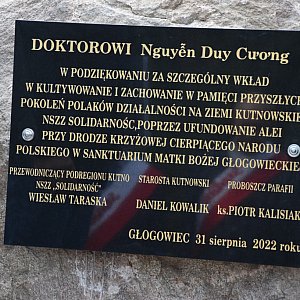 DOKTOROWI Nguyễn Duy Cương
W PODZIĘKOWANIU ZA SZCZEGÓLNY WKŁAD
W KULTYWOWANIE I ZACHOWANIE W PAMIĘCI PRZYSZŁYCH
POKOLEŃ POLAKÓW DZIAŁALNOŚCI NA ZIEMI KUTNOWSKIEJ
NSZZ SOLIDARNOŚĆ,POPRZEZ UFUNDOWANIE ALEI
PRZY DRODZE KRZYŻOWEJ CIERPIĄCEGO NARODU
POLSKIEGO W SANKTUARIUM MATKI BOŻEJ GŁOGOWIECKIEJ
PRZEWODNICZĄCY PODREGIONU KUTNO STAROSTA KUTNOWSKI PROBOSZCZ PARAFII
NSZZ „SOLIDARNOŚĆ"
WIESŁAW TARASKA DANIEL KOWALIK ks.PIOTR KALISIAK
GŁOGOWIEC 31 sierpnia 2022 roku